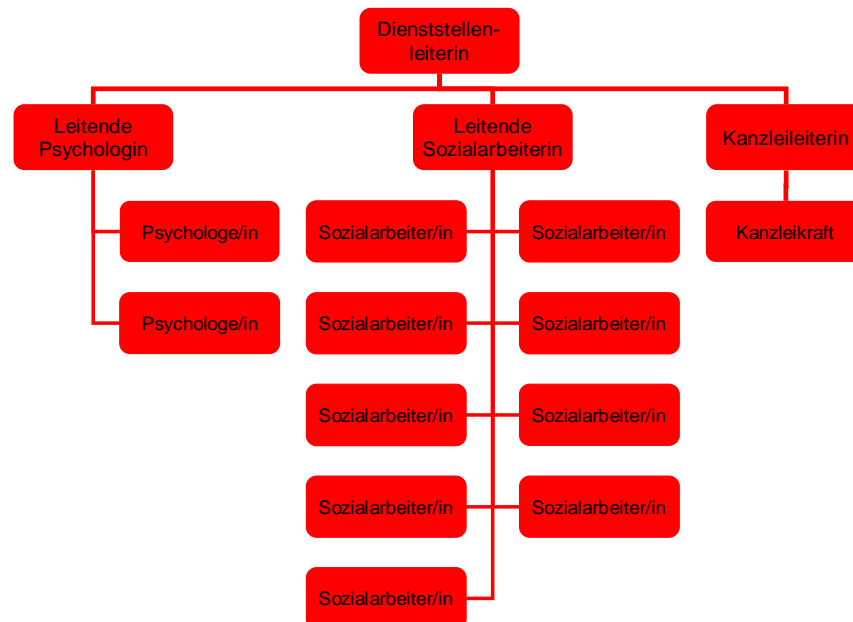 Dienststellen-
leiterin
Leitende
Psychologin
Leitende
Sozialarbeiterin
Kanzleileiterin
Psychologe/in
Sozialarbeiter/in
Sozialarbeiter/in
Kanzleikraft
Psychologe/in
Sozialarbeiter/in
Sozialarbeiter/in
Sozialarbeiter/in
Sozialarbeiter/in
Sozialarbeiter/in
Sozialarbeiter/in
Sozialarbeiter/in